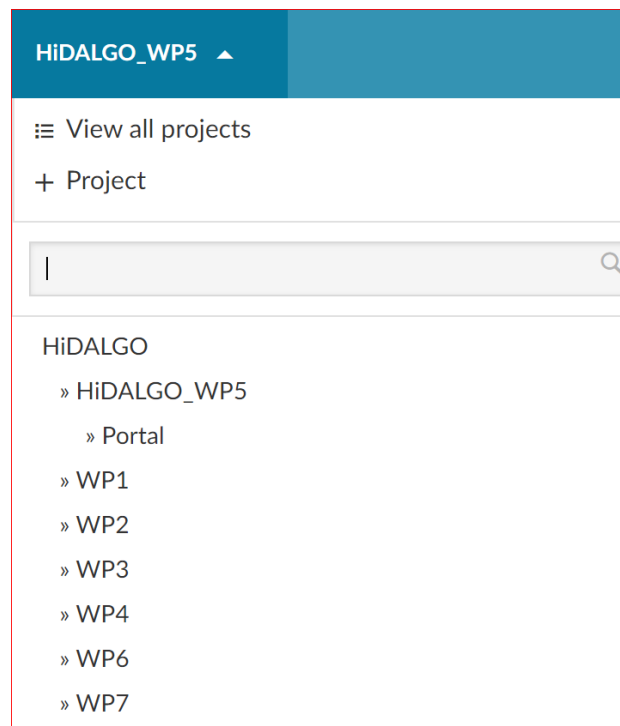 HiDALGO_WP5
View all projects
+ Project
HiDALGO
» HiDALGO_WP5
» Portal
» WP1
» WP2
» WP3
» WP4
» WP6
» WP7